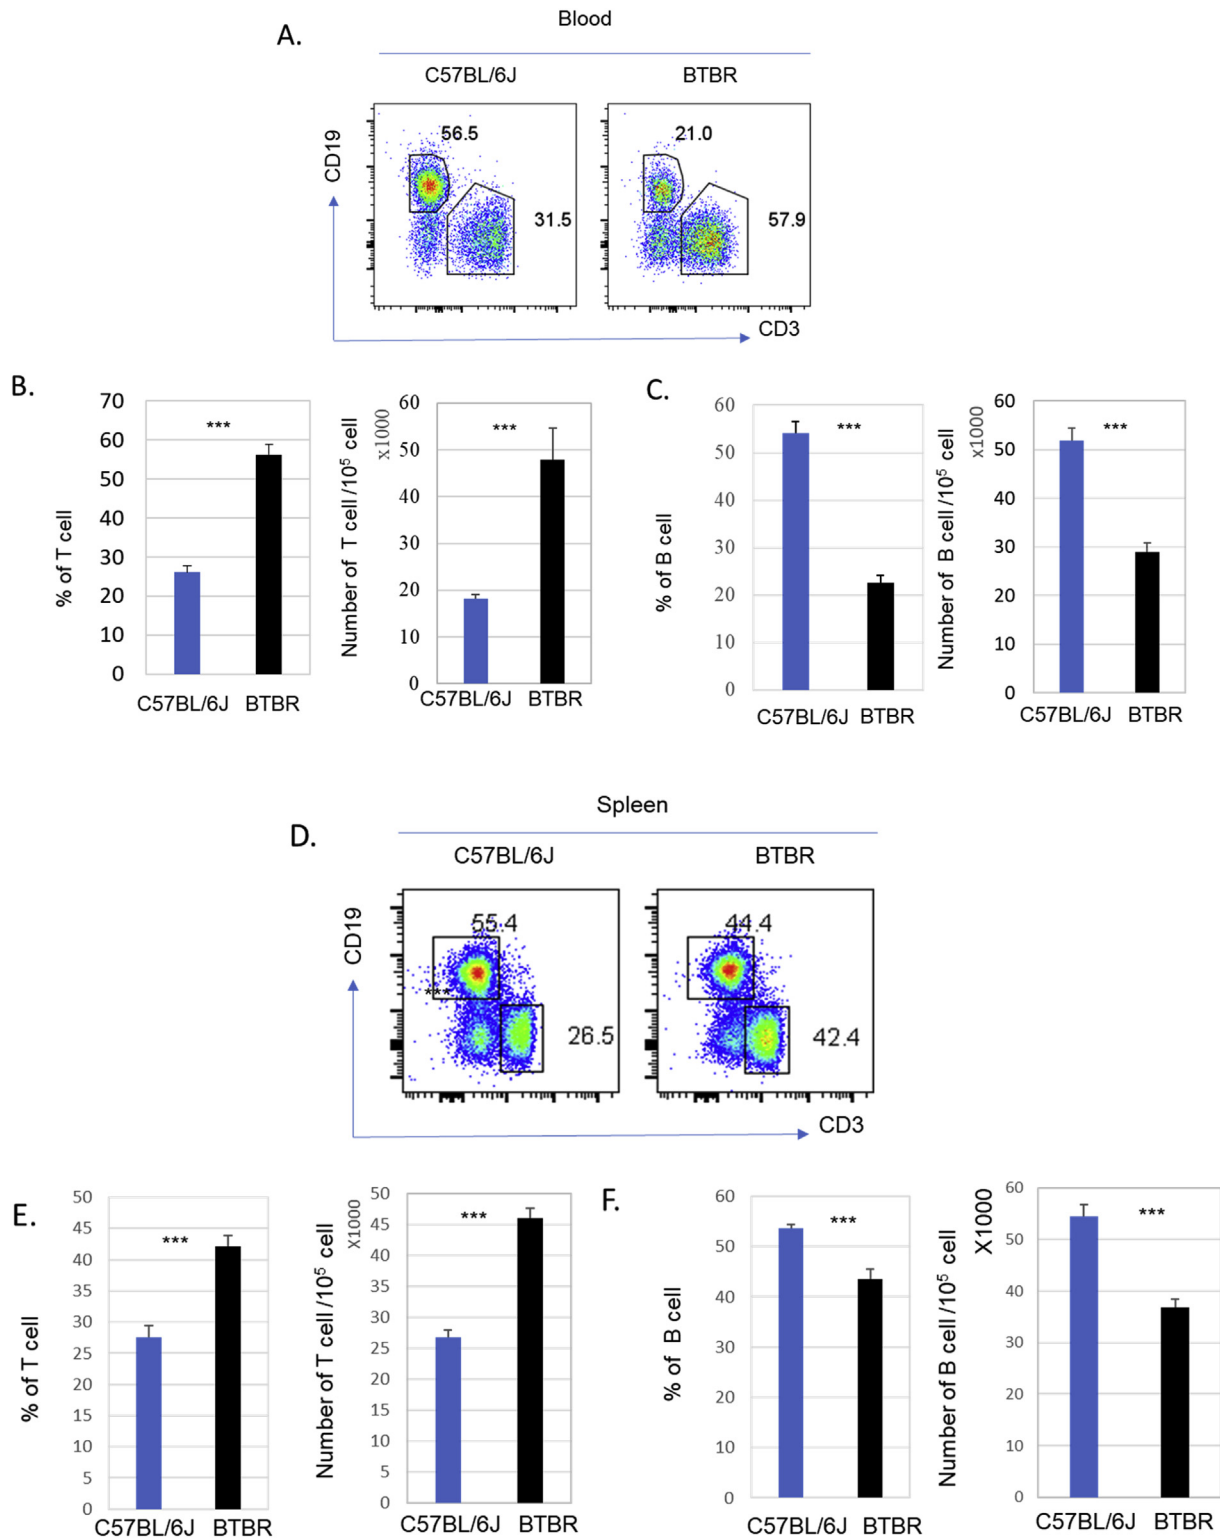 Blood
A.
C57BL/6J BTBR
CD19
56.5
31.5
21.0
57.9
CD3
B.
% of T cell
70
60
50
40
30
20
10
0
***
C57BL/6J BTBR
Number of T cell /10⁵ cell
x1000
60
50
40
30
20
10
0
***
C57BL/6J BTBR
C.
% of B cell
60
50
40
30
20
10
0
***
C57BL/6J BTBR
Number of B cell /10⁵ cell
x1000
60
50
40
30
20
10
0
***
C57BL/6J BTBR
Spleen
D.
C57BL/6J BTBR
CD19
55.4
***
26.5
44.4
42.4
CD3
E.
% of T cell
50
45
40
35
30
25
20
15
10
5
0
***
C57BL/6J BTBR
Number of T cell /10⁵ cell
X1000
50
45
40
35
30
25
20
15
10
5
0
***
C57BL/6J BTBR
F.
% of B cell
60
50
40
30
20
10
0
***
C57BL/6J BTBR
Number of B cell /10⁵ cell
X1000
60
50
40
30
20
10
0
***
C57BL/6J BTBR